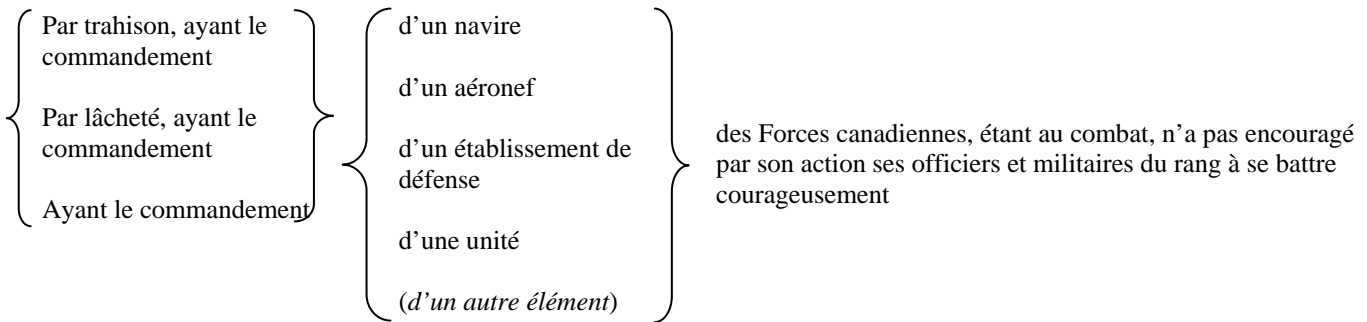 Par trahison, ayant le
commandement
Par lâcheté, ayant le
commandement
Ayant le commandement
d’un navire
d’un aéronef
d’un établissement de
défense
d’une unité
(d’un autre élément)
des Forces canadiennes, étant au combat, n’a pas encouragé
par son action ses officiers et militaires du rang à se battre
courageusement